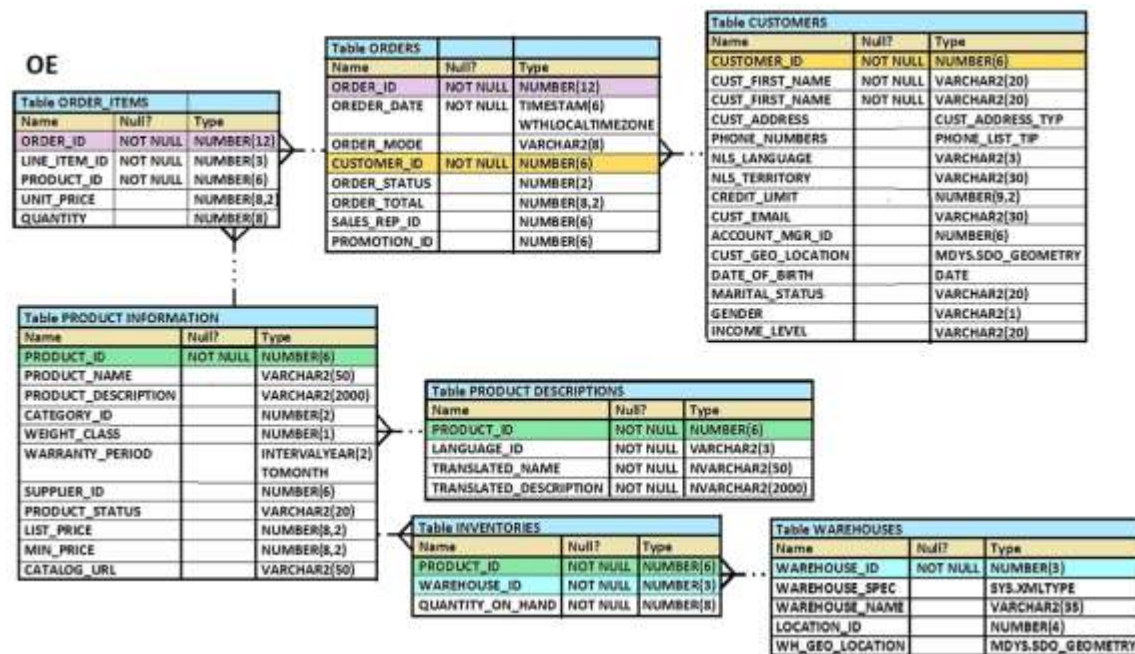 OE
Table ORDER_ITEMS
Name Null? Type
ORDER_ID NOT NULL NUMBER(12)
LINE_ITEM_ID NOT NULL NUMBER(3)
PRODUCT_ID NOT NULL NUMBER(6)
UNIT_PRICE NUMBER(8,2)
QUANTITY NUMBER(8)
Table ORDERS
Name Null? Type
ORDER_ID NOT NULL NUMBER(12)
OREDER_DATE NOT NULL TIMESTAM(6)
WTHLOCALTIMEZONE
ORDER_MODE VARCHAR2(8)
CUSTOMER_ID NOT NULL NUMBER(6)
ORDER_STATUS NUMBER(2)
ORDER_TOTAL NUMBER(8,2)
SALES_REP_ID NUMBER(6)
PROMOTION_ID NUMBER(6)
Table CUSTOMERS
Name Null? Type
CUSTOMER_ID NOT NULL NUMBER(6)
CUST_FIRST_NAME NOT NULL VARCHAR2(20)
CUST_FIRST_NAME NOT NULL VARCHAR2(20)
CUST_ADDRESS CUST_ADDRESS_TYP
PHONE_NUMBERS PHONE_LIST_TIP
NLS_LANGUAGE VARCHAR2(3)
NLS_TERRITORY VARCHAR2(30)
CREDIT_LIMIT NUMBER(9,2)
CUST_EMAIL VARCHAR2(30)
ACCOUNT_MGR_ID NUMBER(6)
CUST_GEO_LOCATION MDYS.SDO_GEOMETRY
DATE_OF_BIRTH DATE
MARITAL_STATUS VARCHAR2(20)
GENDER VARCHAR2(1)
INCOME_LEVEL VARCHAR2(20)
Table PRODUCT INFORMATION
Name Null? Type
PRODUCT_ID NOT NULL NUMBER(6)
PRODUCT_NAME VARCHAR2(50)
PRODUCT_DESCRIPTION VARCHAR2(2000)
CATEGORY_ID NUMBER(2)
WEIGHT_CLASS NUMBER(1)
WARRANTY_PERIOD INTERVALYEAR(2)
TOMONTH
SUPPLIER_ID NUMBER(6)
PRODUCT_STATUS VARCHAR2(20)
LIST_PRICE NUMBER(8,2)
MIN_PRICE NUMBER(8,2)
CATALOG_URL VARCHAR2(50)
Table PRODUCT DESCRIPTIONS
Name Null? Type
PRODUCT_ID NOT NULL NUMBER(6)
LANGUAGE_ID NOT NULL VARCHAR2(3)
TRANSLATED_NAME NOT NULL NVARCHAR2(50)
TRANSLATED_DESCRIPTION NOT NULL NVARCHAR2(2000)
Table INVENTORIES
Name Null? Type
PRODUCT_ID NOT NULL NUMBER(6)
WAREHOUSE_ID NOT NULL NUMBER(3)
QUANTITY_ON_HAND NOT NULL NUMBER(8)
Table WAREHOUSES
Name Null? Type
WAREHOUSE_ID NOT NULL NUMBER(3)
WAREHOUSE_SPEC SYS.XMLTYPE
WAREHOUSE_NAME VARCHAR2(35)
LOCATION_ID NUMBER(4)
WH_GEO_LOCATION MDYS.SDO_GEOMETRY